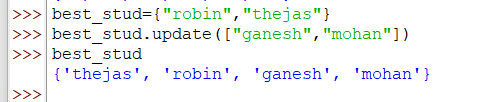 >>> best_stud={"robin","thejas"}
>>> best_stud.update(["ganesh","mohan"])
>>> best_stud
{'thejas', 'robin', 'ganesh', 'mohan'}
>>>